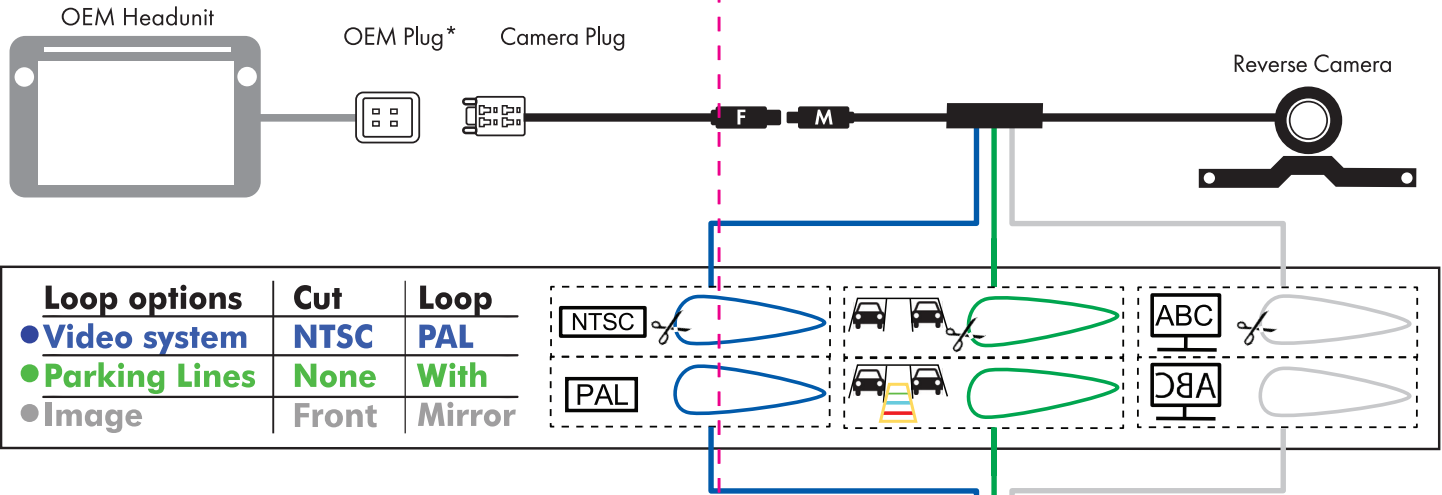 OEM Headunit
OEM Plug*
Camera Plug
Reverse Camera
F
M
Loop options Cut Loop
Video system NTSC PAL
Parking Lines None With
Image Front Mirror
NTSC
ABC
PAL
ABC